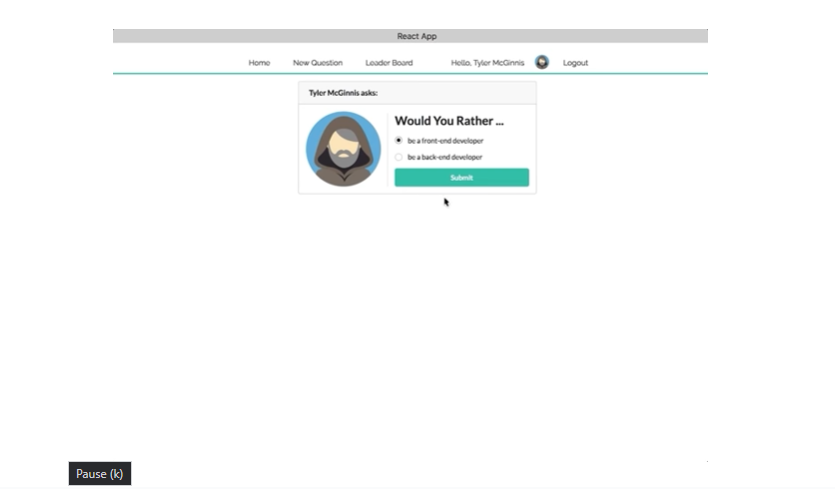 React App
Home New Question Leader Board Hello, Tyler McGinnis Logout
Tyler McGinnis asks:
Would You Rather ...
be a front-end developer
be a back-end developer
Submit
Pause (k)